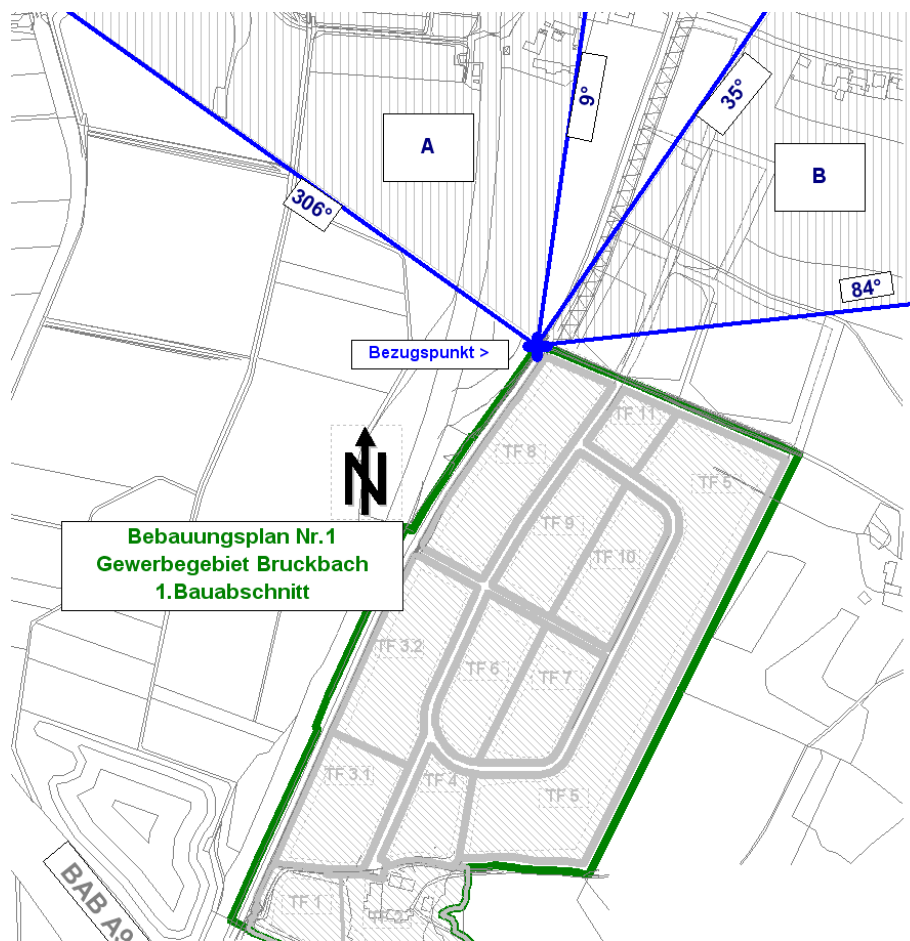 A
9°
35°
B
306°
84°
Bezugspunkt >
N
TF 11
TF 8
TF 5
Bebauungsplan Nr.1
Gewerbegebiet Bruckbach
1.Bauabschnitt
TF 9
TF 10
TF 3.2
TF 6
TF 7
TF 3.1
TF 4
TF 5
BAB A9
TF 1
TF 2